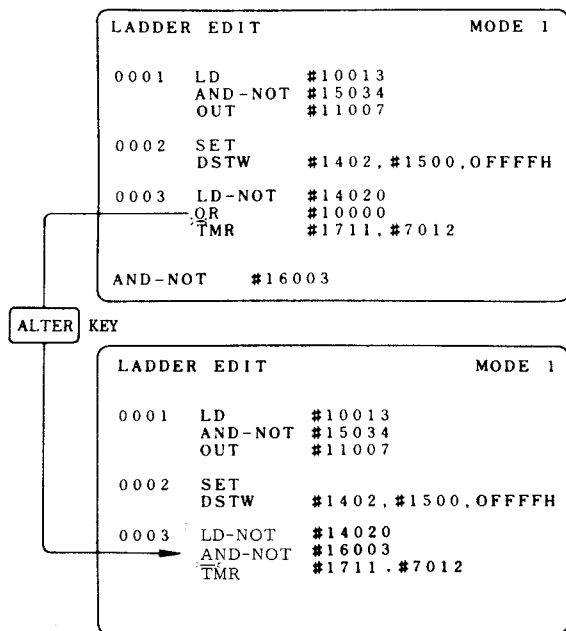 LADDER EDIT MODE 1
0001 LD #10013
AND-NOT #15034
OUT #11007
0002 SET
DSTW #1402,#1500,OFFFFH
0003 LD-NOT #14020
OR #10000
TMR #1711,#7012
AND-NOT #16003
ALTER KEY
LADDER EDIT MODE 1
0001 LD #10013
AND-NOT #15034
OUT #11007
0002 SET
DSTW #1402,#1500,OFFFFH
0003 LD-NOT #14020
AND-NOT #16003
TMR #1711.#7012